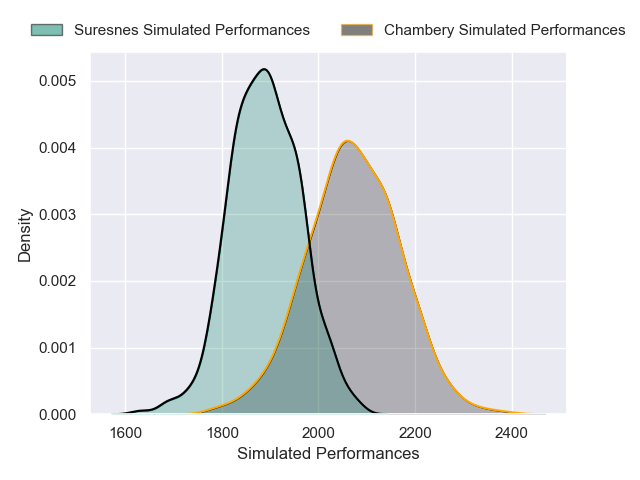 Suresnes Simulated Performances Chambery Simulated Performances
0.005
0.004
0.003
0.002
0.001
0.000
Density
1600 1800 2000 2200 2400
Simulated Performances